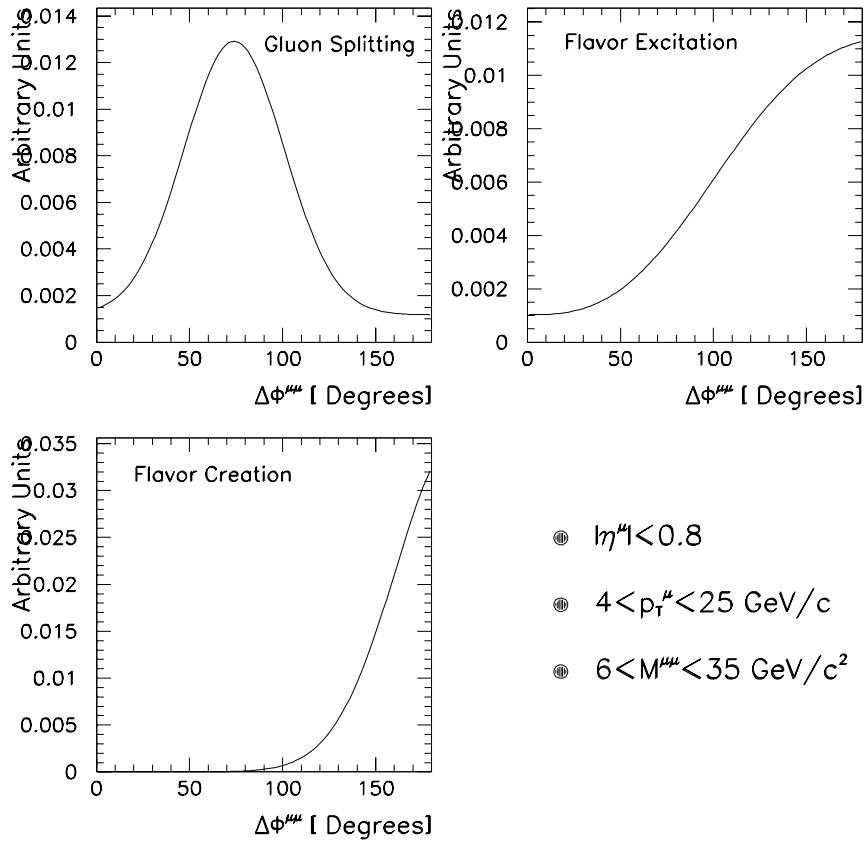 Gluon Splitting
Arbitrary Units
0.014
0.012
0.01
0.008
0.006
0.004
0.002
0
0 50 100 150
ΔΦ^μμ [ Degrees]
Flavor Excitation
Arbitrary Units
0.012
0.01
0.008
0.006
0.004
0.002
0
0 50 100 150
ΔΦ^μμ [ Degrees]
Flavor Creation
Arbitrary Units
0.035
0.03
0.025
0.02
0.015
0.01
0.005
0
0 50 100 150
ΔΦ^μμ [ Degrees]
|η^μ|<0.8
4<p_T^μ<25 GeV/c
6<M^μμ<35 GeV/c²